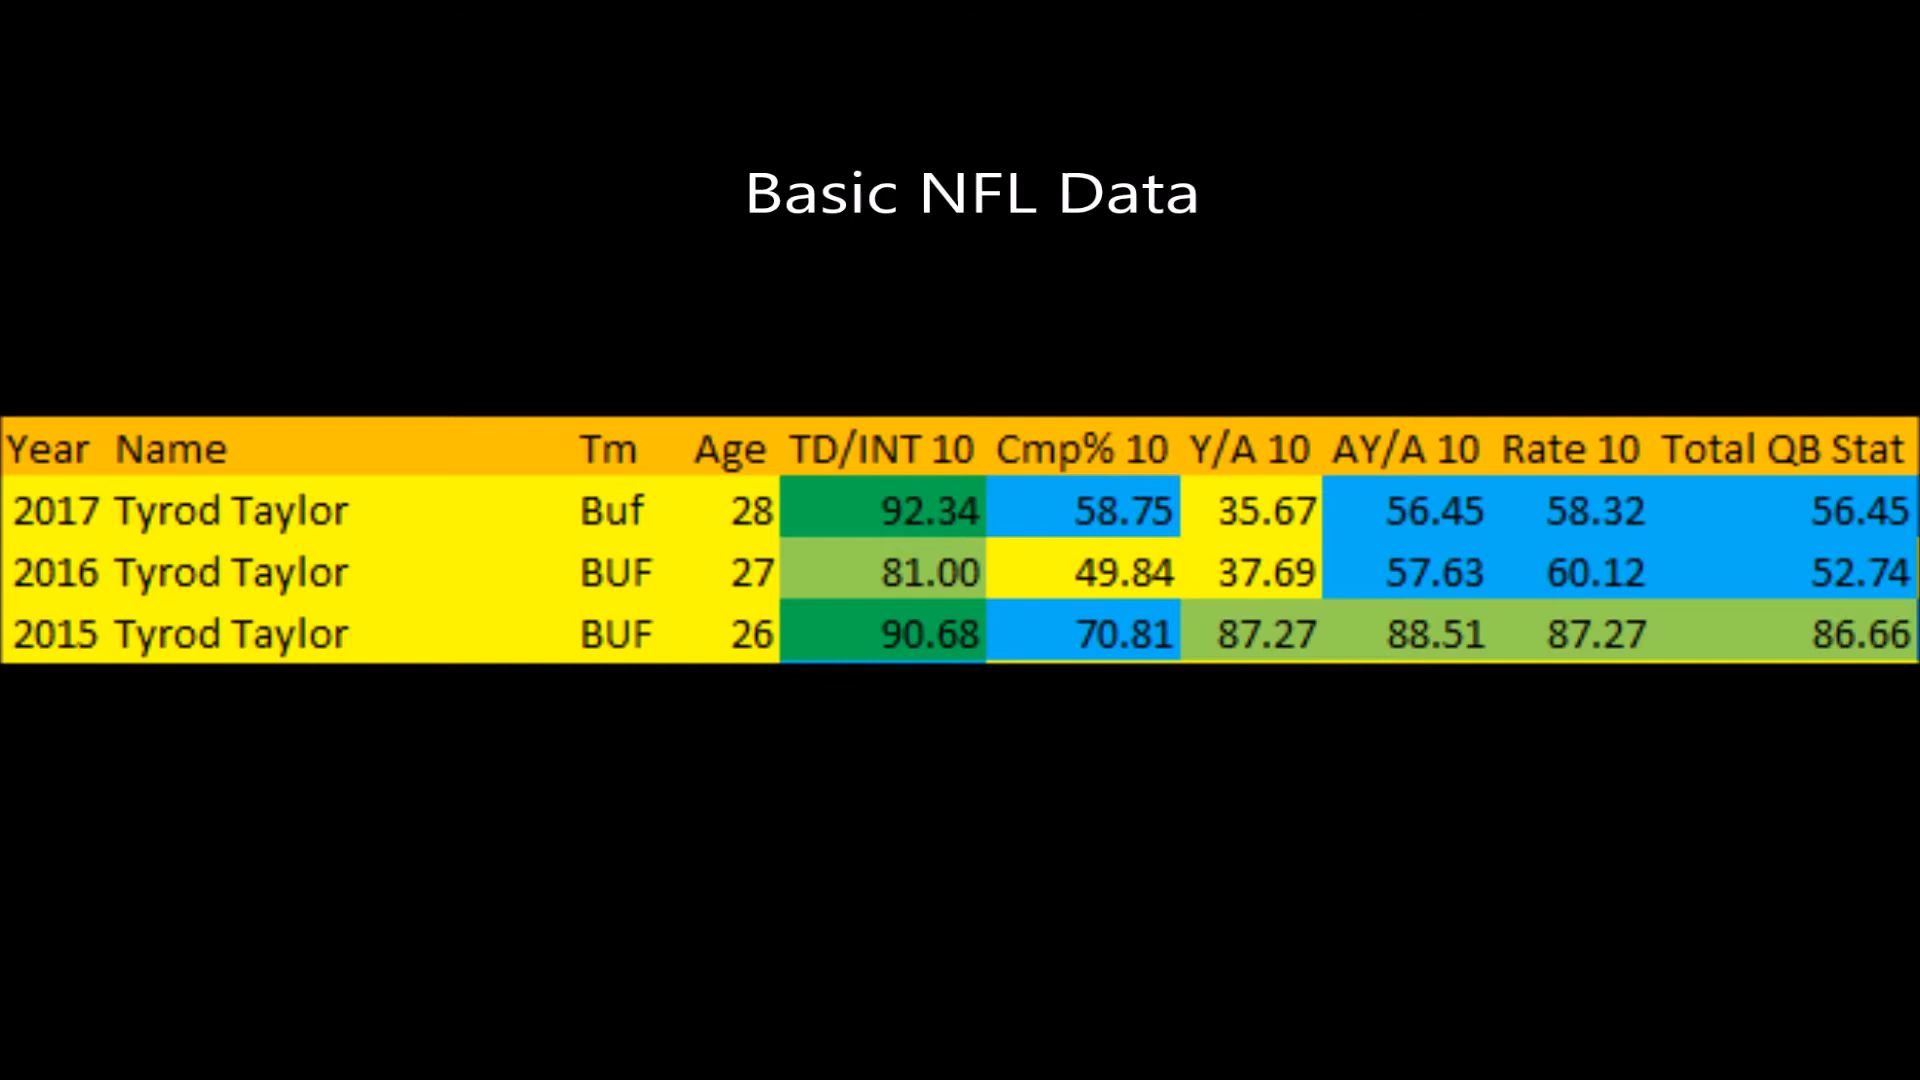 Basic NFL Data
Year Name Tm Age TD/INT 10 Cmp% 10 Y/A 10 AY/A 10 Rate 10 Total QB Stat
2017 Tyrod Taylor Buf 28 92.34 58.75 35.67 56.45 58.32 56.45
2016 Tyrod Taylor BUF 27 81.00 49.84 37.69 57.63 60.12 52.74
2015 Tyrod Taylor BUF 26 90.68 70.81 87.27 88.51 87.27 86.66